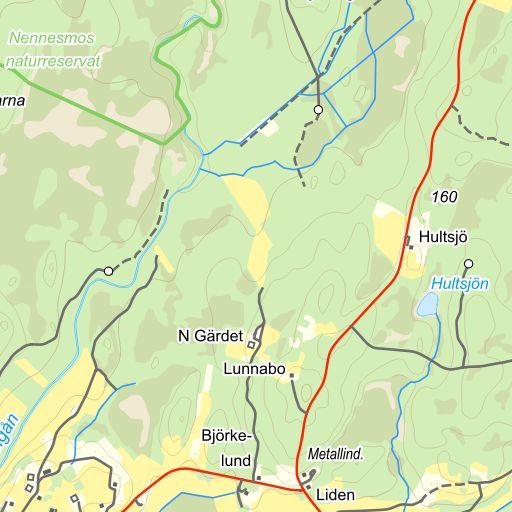 Nennesmos
naturreservat
160
Hultsjö
Hultsjön
N Gärdet
Lunnabo
Björke-
lund
Metallind.
Liden